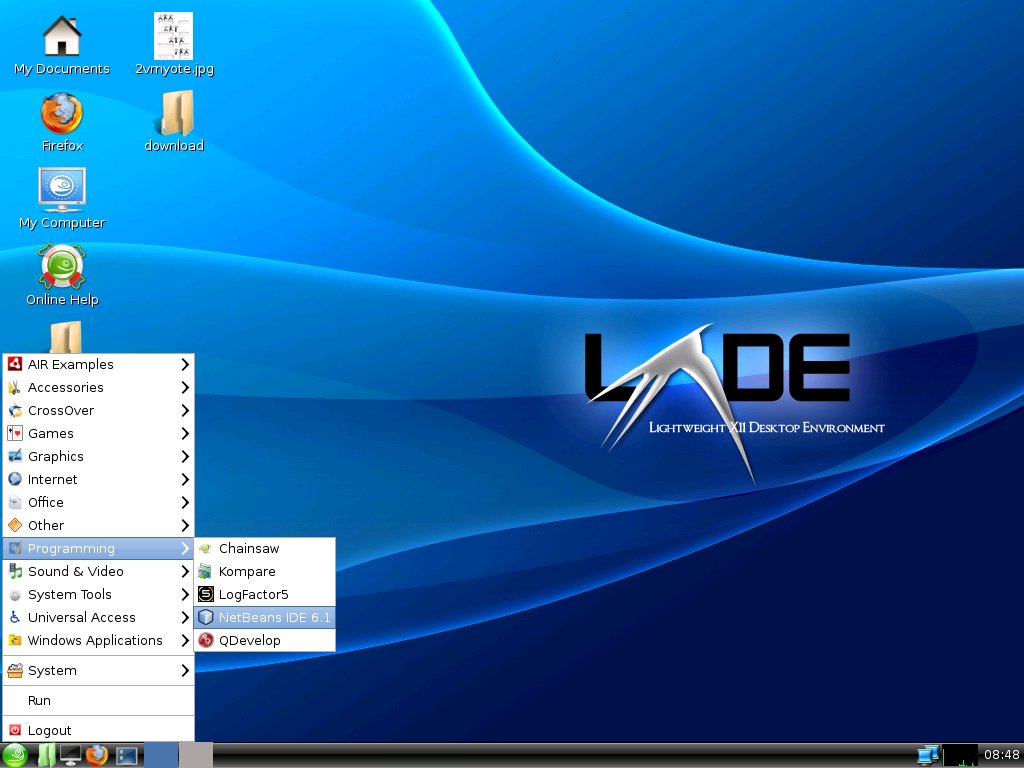 My Documents
2vmyote.jpg
Firefox
download
My Computer
Online Help
LXDE
Lightweight X11 Desktop Environment
AIR Examples
Accessories
CrossOver
Games
Graphics
Internet
Office
Other
Programming
Sound & Video
System Tools
Universal Access
Windows Applications
System
Run
Logout
Chainsaw
Kompare
LogFactor5
NetBeans IDE 6.1
QDevelop
08:48